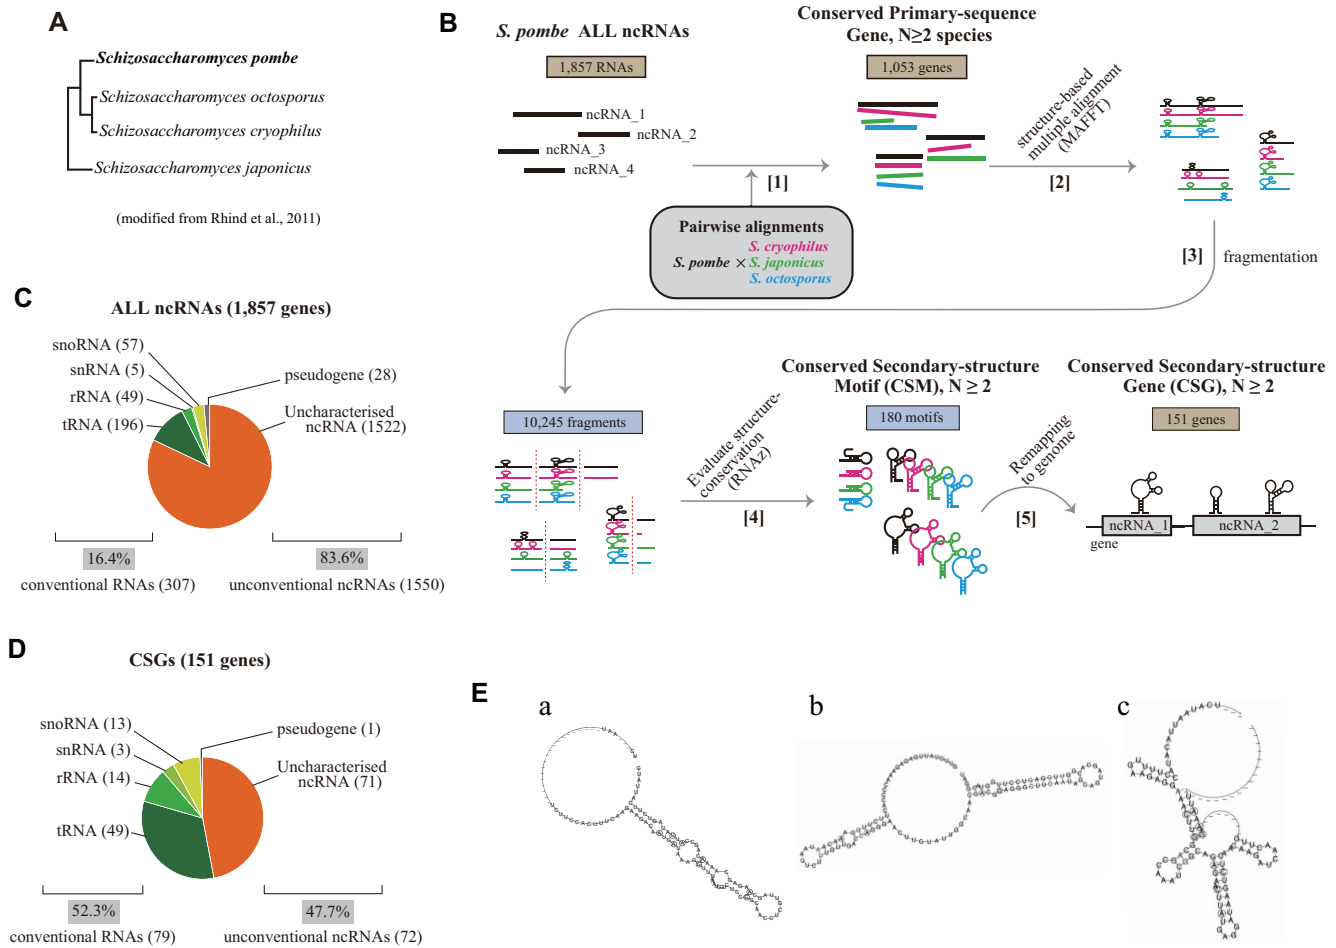 A
Schizosaccharomyces pombe
Schizosaccharomyces octosporus
Schizosaccharomyces cryophilus
Schizosaccharomyces japonicus
(modified from Rhind et al., 2011)
B
S. pombe ALL ncRNAs
1,857 RNAs
ncRNA_1
ncRNA_2
ncRNA_3
ncRNA_4
[1]
Pairwise alignments
S. cryophilus
S. pombe × S. japonicus
S. octosporus
Conserved Primary-sequence
Gene, N≥2 species
1,053 genes
structure-based
multiple alignment
(MAFFT)
[2]
[3]
fragmentation
10,245 fragments
Evaluate structure-
conservation
(RNAz)
[4]
Conserved Secondary-structure
Motif (CSM), N ≥ 2
180 motifs
Remapping
to genome
[5]
Conserved Secondary-structure
Gene (CSG), N ≥ 2
151 genes
ncRNA_1
ncRNA_2
gene
C
ALL ncRNAs (1,857 genes)
snoRNA (57)
snRNA (5)
rRNA (49)
tRNA (196)
pseudogene (28)
Uncharacterised
ncRNA (1522)
16.4%
conventional RNAs (307)
83.6%
unconventional ncRNAs (1550)
D
CSGs (151 genes)
snoRNA (13)
snRNA (3)
rRNA (14)
tRNA (49)
pseudogene (1)
Uncharacterised
ncRNA (71)
52.3%
conventional RNAs (79)
47.7%
unconventional ncRNAs (72)
E
a
b
c